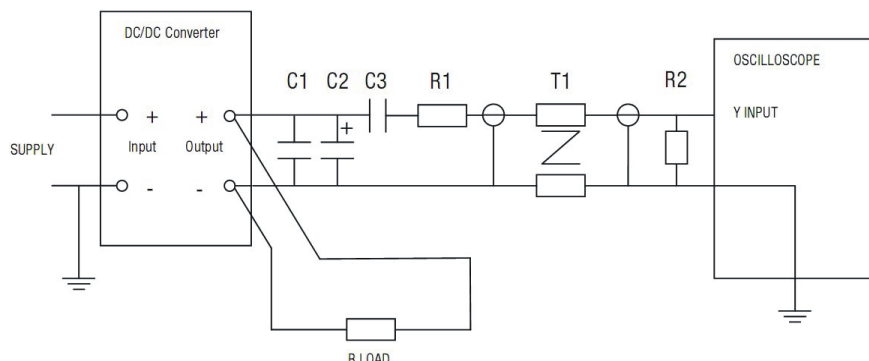 DC/DC Converter
C1 C2 C3 R1 T1 R2
OSCILLOSCOPE
+ + + Y INPUT
SUPPLY Input Output
- -
R LOAD